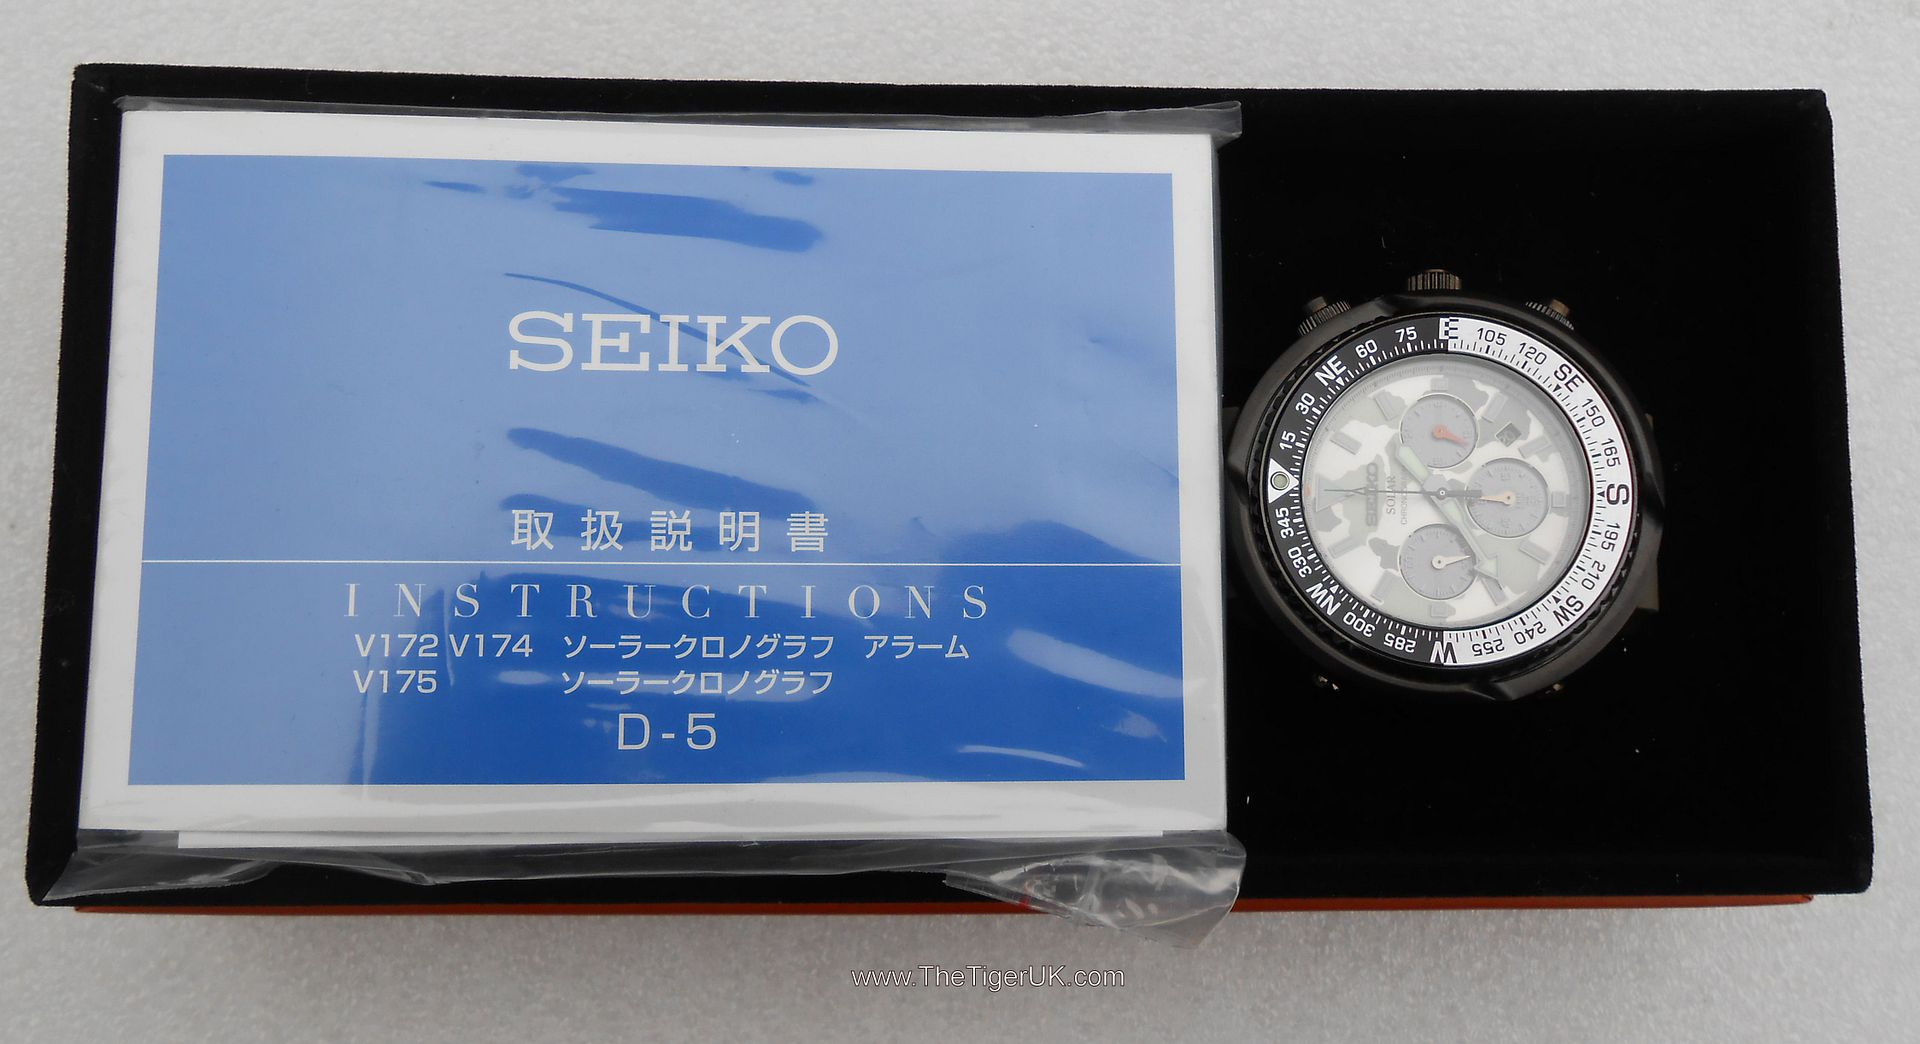 SEIKO
取扱説明書
INSTRUCTIONS
V172 V174 ソーラークロノグラフ アラーム
V175 ソーラークロノグラフ
D-5
15 30 NE 60 75 E 105 120 SE 150 165 S 195 210 SW 240 255 W 285 300 NW 330 345
SEIKO
SOLAR
www.TheTigerUK.com